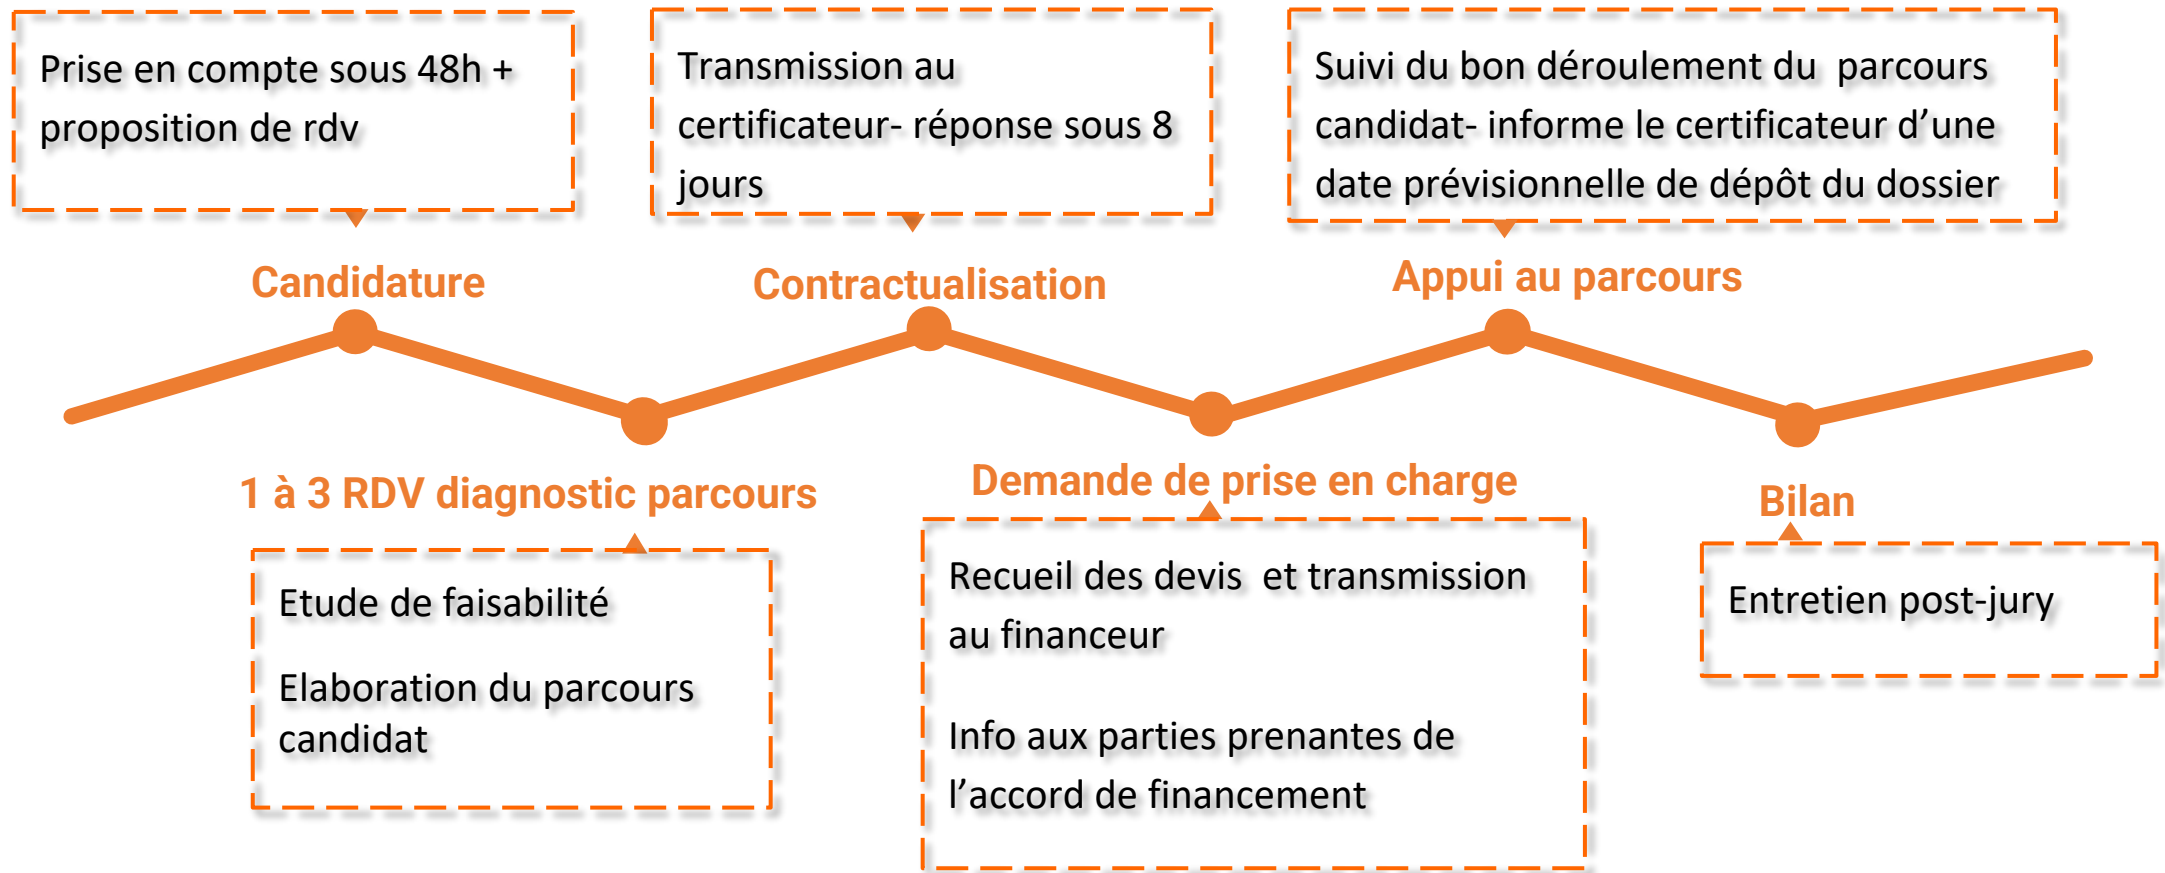 Prise en compte sous 48h +
proposition de rdv
Candidature
1 à 3 RDV diagnostic parcours
Etude de faisabilité
Elaboration du parcours
candidat
Transmission au
certificateur- réponse sous 8
jours
Contractualisation
Demande de prise en charge
Recueil des devis et transmission
au financeur
Info aux parties prenantes de
l’accord de financement
Suivi du bon déroulement du parcours
candidat- informe le certificateur d’une
date prévisionnelle de dépôt du dossier
Appui au parcours
Bilan
Entretien post-jury